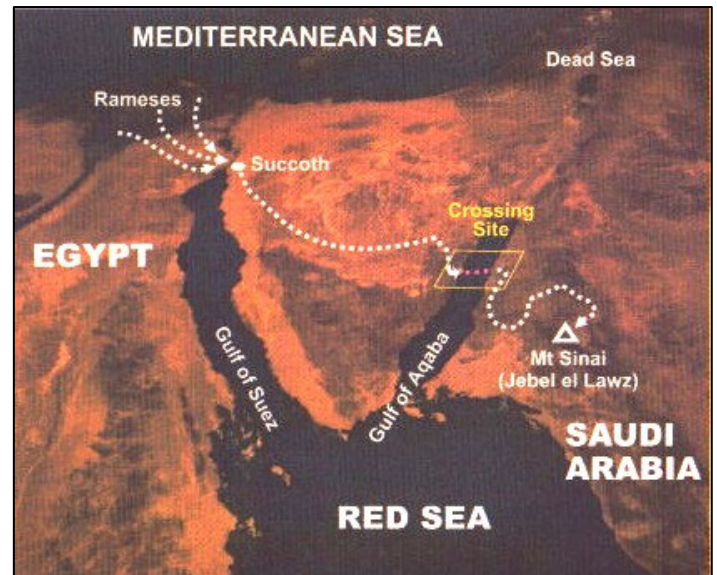 MEDITERRANEAN SEA
Dead Sea
Rameses
Succoth
Crossing
Site
EGYPT
Gulf of Suez
Gulf of Aqaba
Mt Sinai
(Jebel el Lawz)
SAUDI
ARABIA
RED SEA